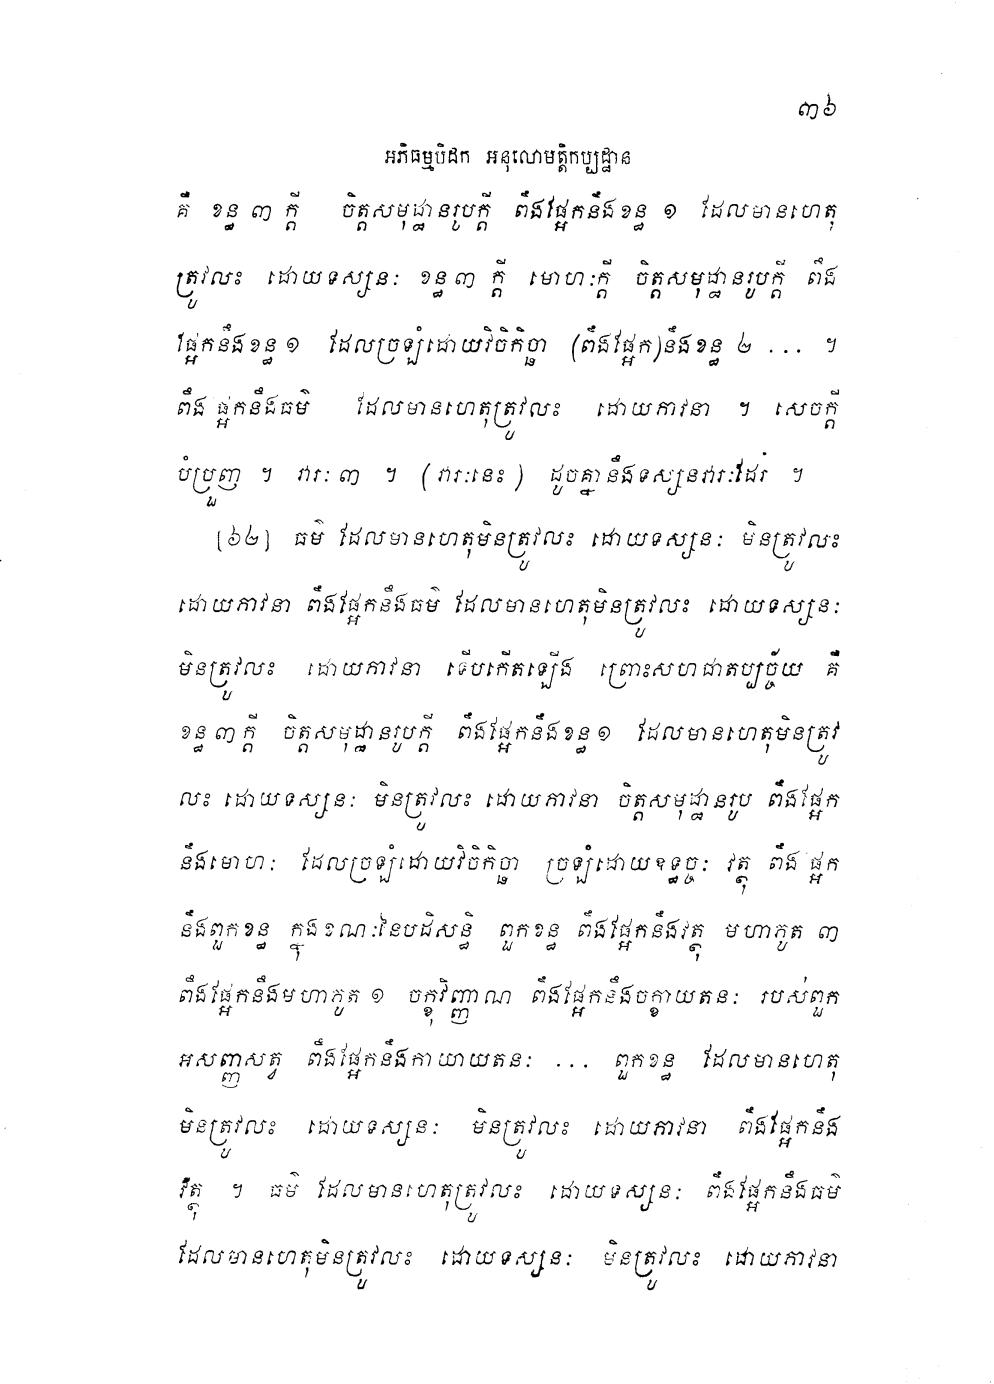 ៣៦
អភិធម្មបិដក អនុលោមត្តិកប្បដ្ឋាន
គឺ ខន្ធ ៣ ក្តី ចិត្តសមុដ្ឋានរូបក្តី ពឹងផ្អែកនឹងខន្ធ ១ ដែលមានហេតុ
ត្រូវលះ ដោយទស្សនៈ ខន្ធ ៣ ក្តី មោហៈក្តី ចិត្តសមុដ្ឋានរូបក្តី ពឹង
ផ្អែកនឹងខន្ធ ១ ដែលច្រឡំដោយវិចិកិច្ឆា (ពឹងផ្អែក)នឹងខន្ធ ២ ... ។
ពឹងផ្អែកនឹងធម៌ ដែលមានហេតុត្រូវលះ ដោយភាវនា ។ សេចក្តី
បំប្រួញ ។ វារៈ ៣ ។ (វារៈនេះ) ដូចគ្នានឹងទស្សនវារៈដែរ ។
[៦២] ធម៌ ដែលមានហេតុមិនត្រូវលះ ដោយទស្សនៈ មិនត្រូវលះ
ដោយភាវនា ពឹងផ្អែកនឹងធម៌ ដែលមានហេតុមិនត្រូវលះ ដោយទស្សនៈ
មិនត្រូវលះ ដោយភាវនា ទើបកើតឡើង ព្រោះសហជាតប្បច្ច័យ គឺ
ខន្ធ ៣ ក្តី ចិត្តសមុដ្ឋានរូបក្តី ពឹងផ្អែកនឹងខន្ធ ១ ដែលមានហេតុមិនត្រូវ
លះ ដោយទស្សនៈ មិនត្រូវលះ ដោយភាវនា ចិត្តសមុដ្ឋានរូប ពឹងផ្អែក
នឹងមោហៈ ដែលច្រឡំដោយវិចិកិច្ឆា ច្រឡំដោយឧទ្ធច្ចៈ វត្ថុ ពឹងផ្អែក
នឹងពួកខន្ធ ក្នុងខណៈនៃបដិសន្ធិ ពួកខន្ធ ពឹងផ្អែកនឹងវត្ថុ មហាភូត ៣
ពឹងផ្អែកនឹងមហាភូត ១ ចក្ខុវិញ្ញាណ ពឹងផ្អែកនឹងចក្ខាយតនៈ របស់ពួក
អសញ្ញសត្វ ពឹងផ្អែកនឹងកាយាយតនៈ ... ពួកខន្ធ ដែលមានហេតុ
មិនត្រូវលះ ដោយទស្សនៈ មិនត្រូវលះ ដោយភាវនា ពឹងផ្អែកនឹង
វត្ថុ ។ ធម៌ ដែលមានហេតុត្រូវលះ ដោយទស្សនៈ ពឹងផ្អែកនឹងធម៌
ដែលមានហេតុមិនត្រូវលះ ដោយទស្សនៈ មិនត្រូវលះ ដោយភាវនា